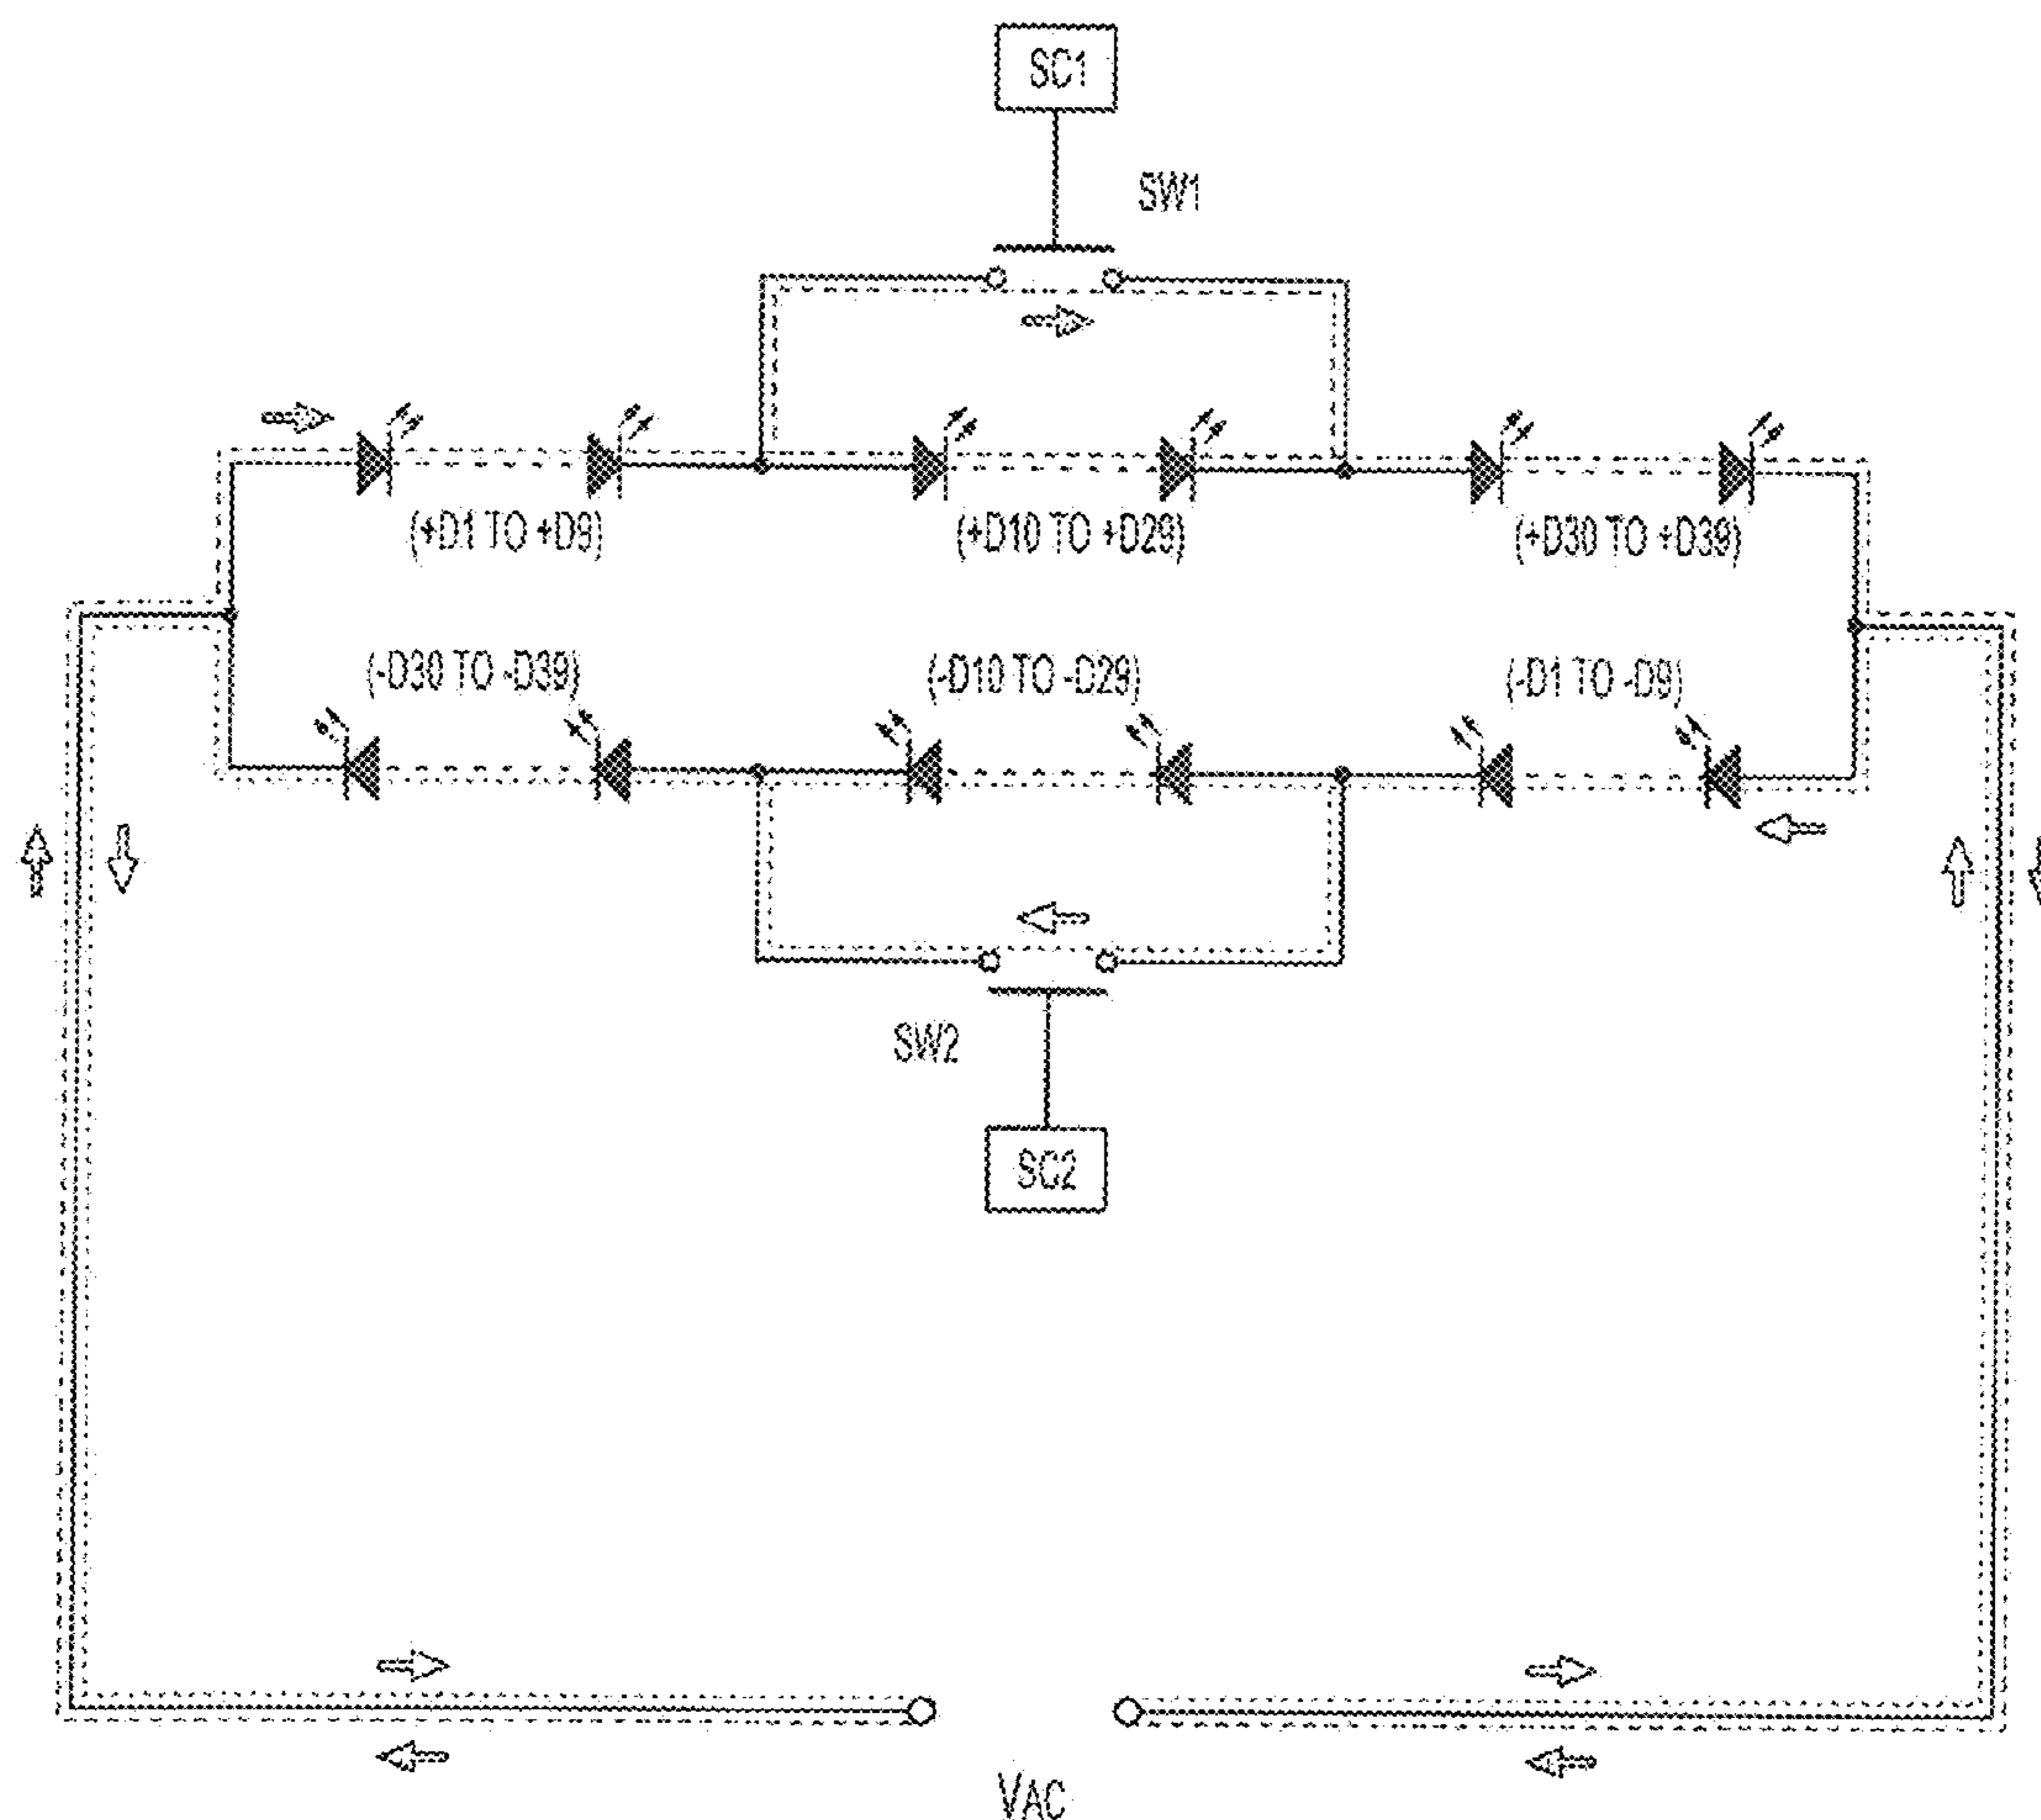 SC1
SW1
(+D1 TO +D9)
(+D10 TO +D29)
(+D30 TO +D39)
(-D30 TO -D39)
(-D10 TO -D29)
(-D1 TO -D9)
SW2
SC2
VAC